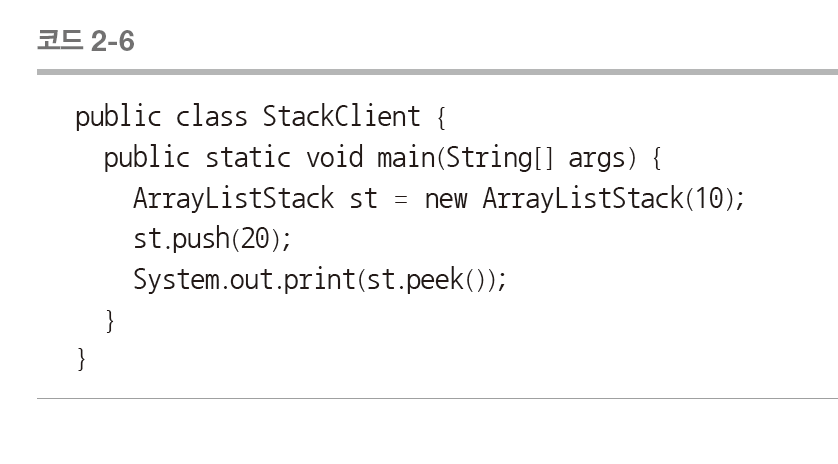 코드 2-6
public class StackClient {
public static void main(String[] args) {
ArrayListStack st = new ArrayListStack(10);
st.push(20);
System.out.print(st.peek());
}
}